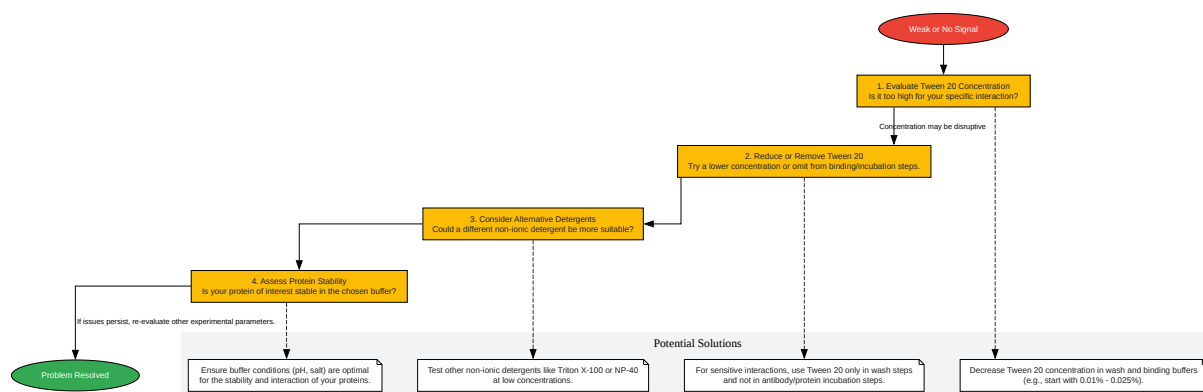 Weak or No Signal
1. Evaluate Tween 20 Concentration
Is it too high for your specific interaction?
Concentration may be disruptive
2. Reduce or Remove Tween 20
Try a lower concentration or omit from binding/incubation steps.
3. Consider Alternative Detergents
Could a different non-ionic detergent be more suitable?
4. Assess Protein Stability
Is your protein of interest stable in the chosen buffer?
If issues persist, re-evaluate other experimental parameters.
Problem Resolved
Potential Solutions
Ensure buffer conditions (pH, salt) are optimal
for the stability and interaction of your proteins.
Test other non-ionic detergents like Triton X-100 or NP-40
at low concentrations.
For sensitive interactions, use Tween 20 only in wash steps
and not in antibody/protein incubation steps.
Decrease Tween 20 concentration in wash and binding buffers
(e.g., start with 0.01% - 0.025%).